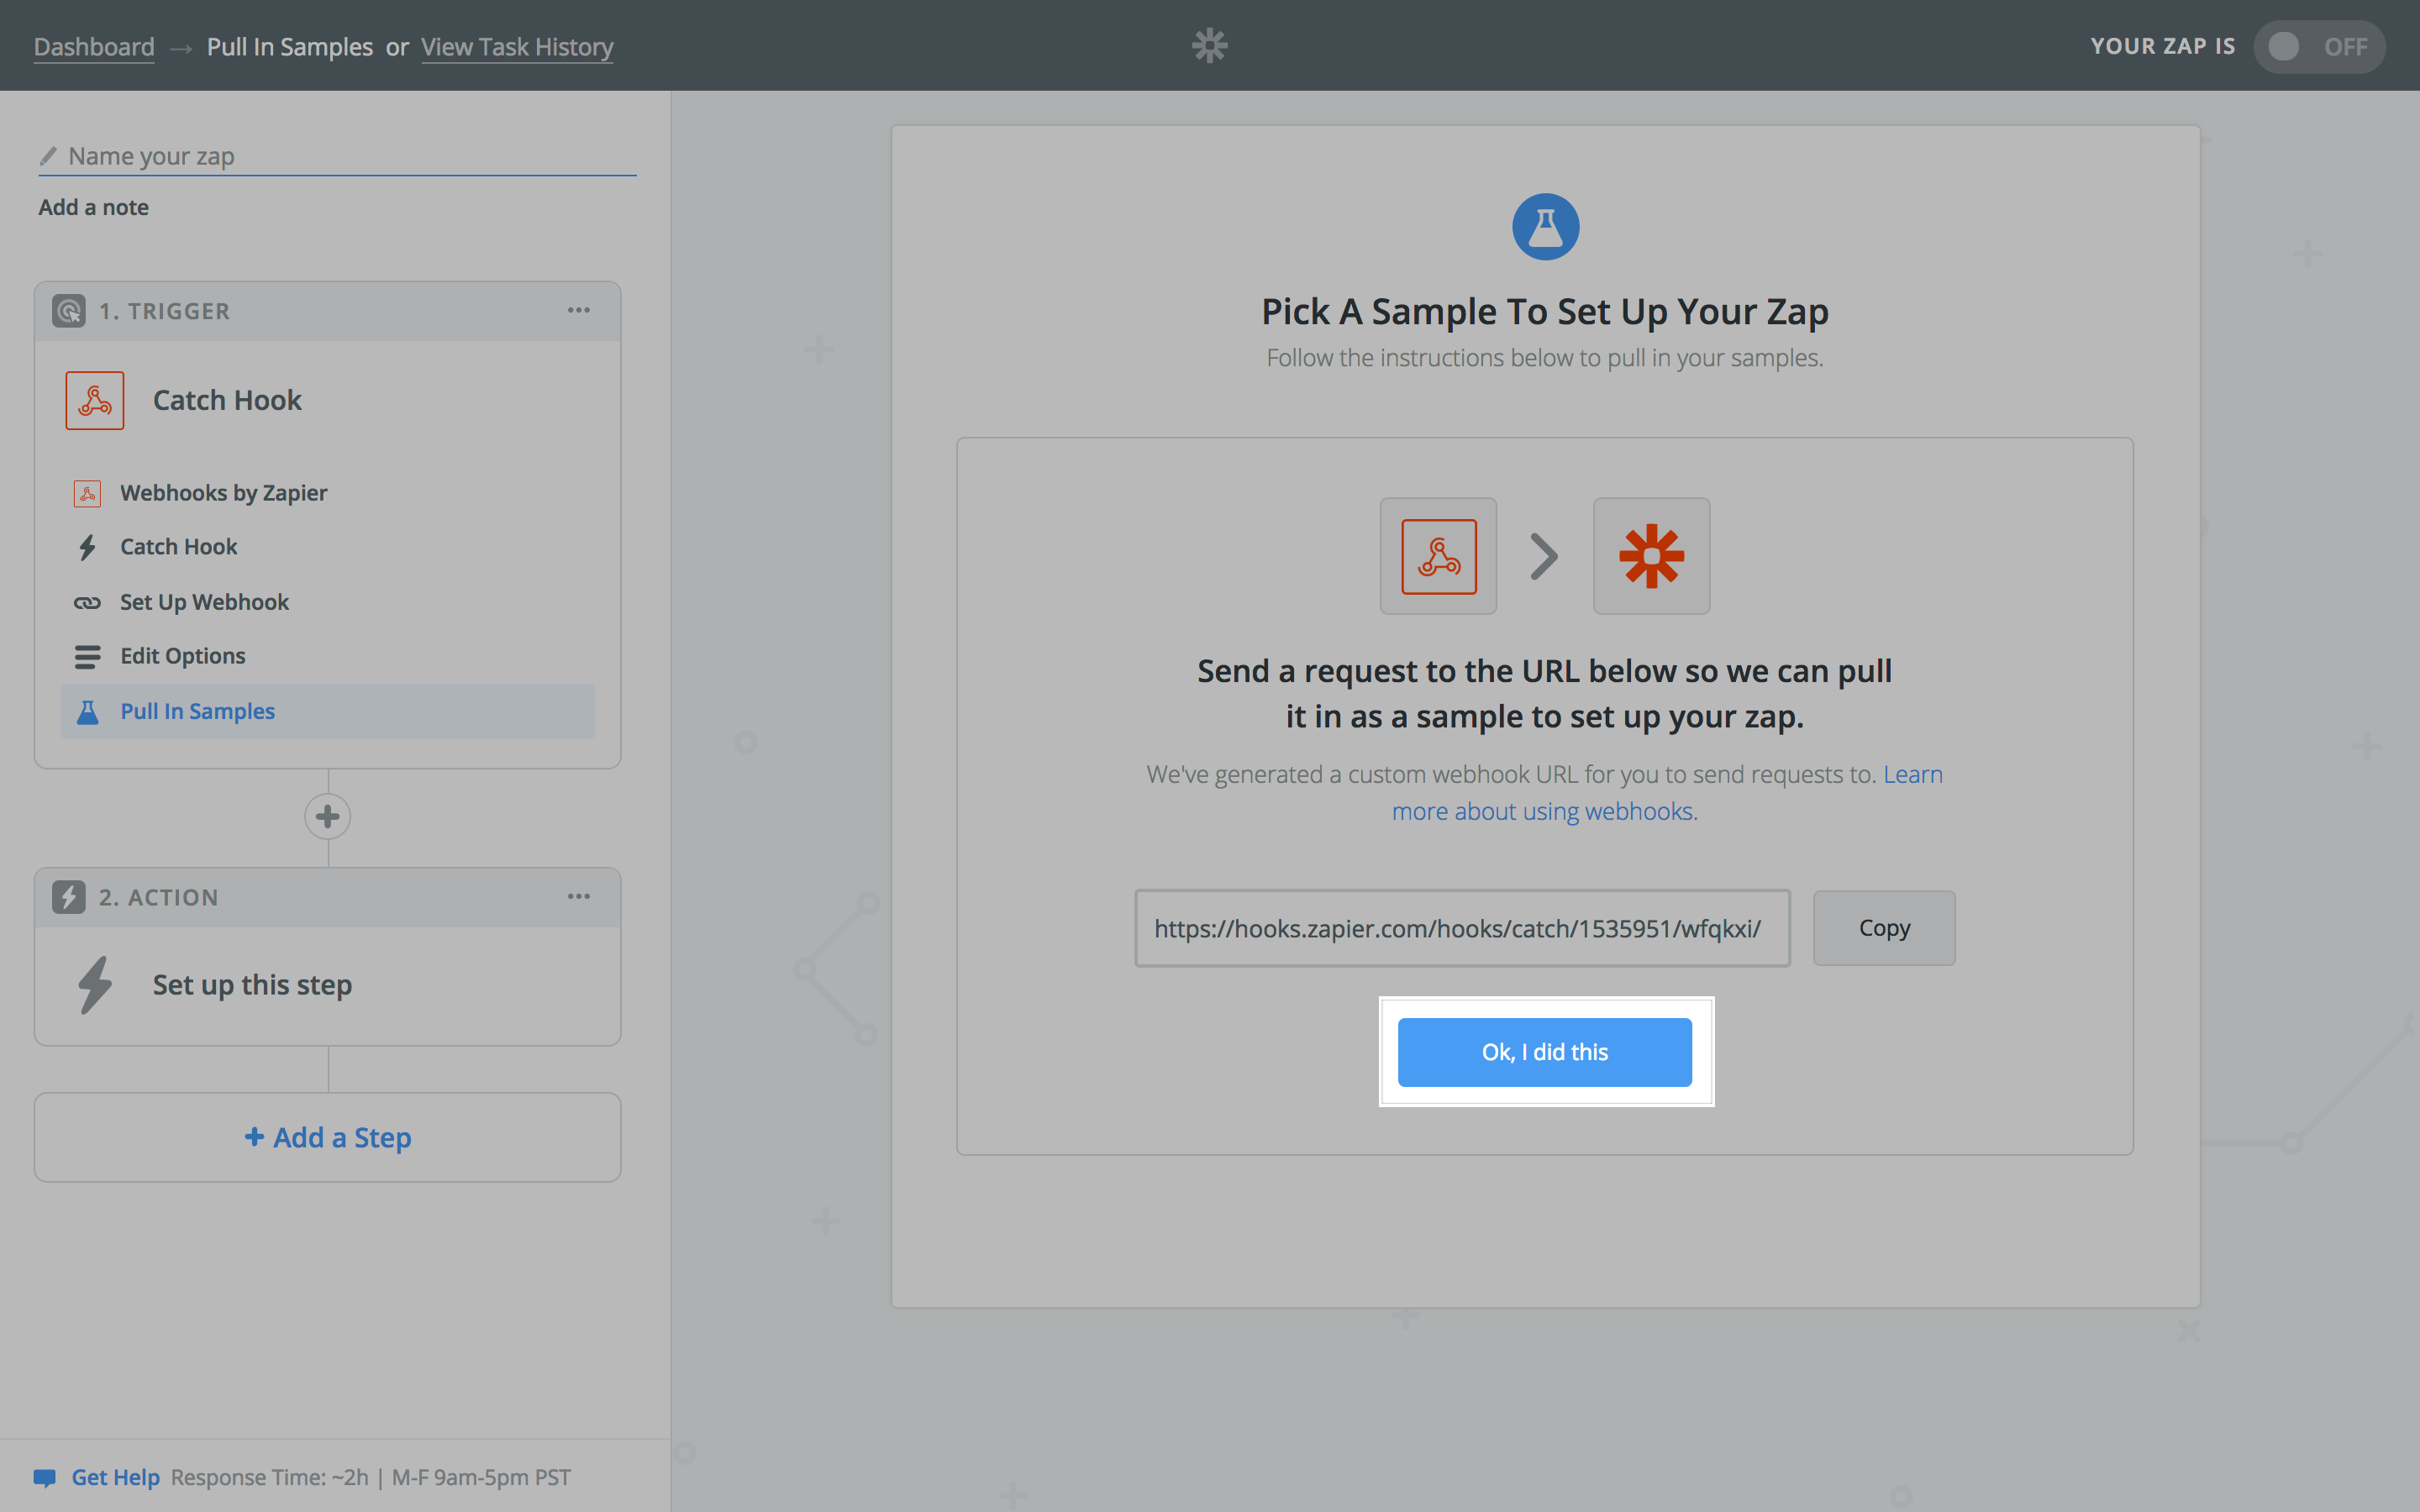 Dashboard → Pull In Samples or View Task History
YOUR ZAP IS OFF
Name your zap
Add a note
1. TRIGGER
Catch Hook
Webhooks by Zapier
Catch Hook
Set Up Webhook
Edit Options
Pull In Samples
2. ACTION
Set up this step
+ Add a Step
Get Help Response Time: ~2h | M-F 9am-5pm PST
Pick A Sample To Set Up Your Zap
Follow the instructions below to pull in your samples.
Send a request to the URL below so we can pull
it in as a sample to set up your zap.
We've generated a custom webhook URL for you to send requests to. Learn
more about using webhooks.
https://hooks.zapier.com/hooks/catch/1535951/wfqkxi/
Copy
Ok, I did this